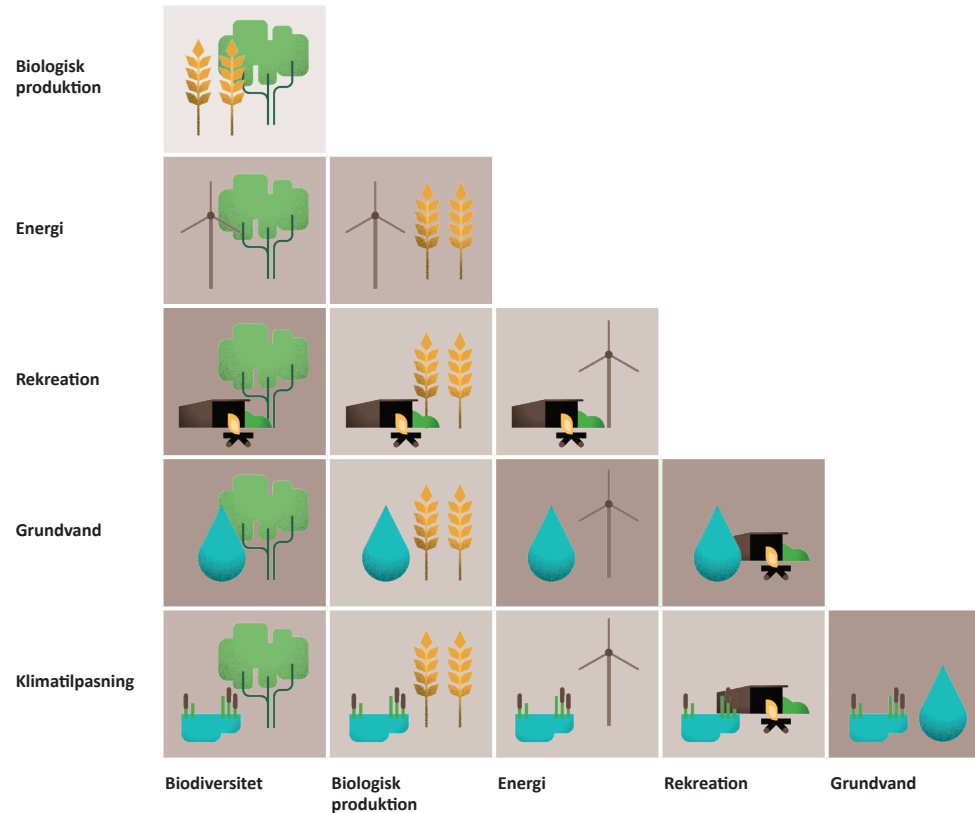 Biologisk
produktion
Energi
Rekreation
Grundvand
Klimatilpasning
Biodiversitet
Biologisk
produktion
Energi
Rekreation
Grundvand